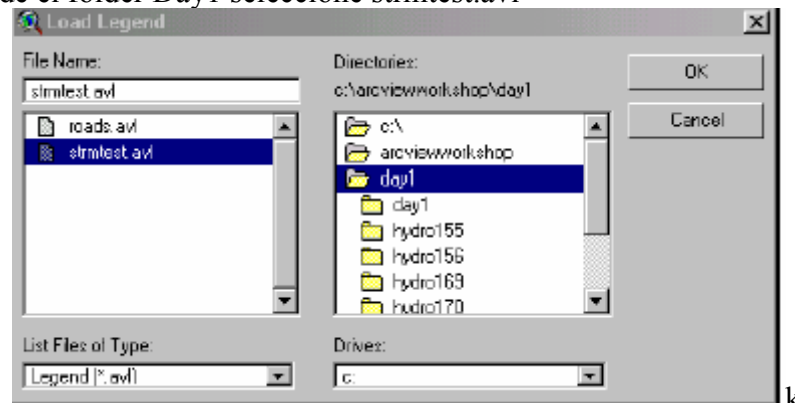 de el folder Day1 seleccione strmtest.avl
Load Legend
File Name:
strmtest.avl
roads.avl
strmtest.avl
List Files of Type:
Legend (*.avl)
Directories:
c:\arcviewworkshop\day1
c:\
arcviewworkshop
day1
day1
hydro155
hydro156
hydro169
hydro170
Drives:
c:
OK
Cancel
k